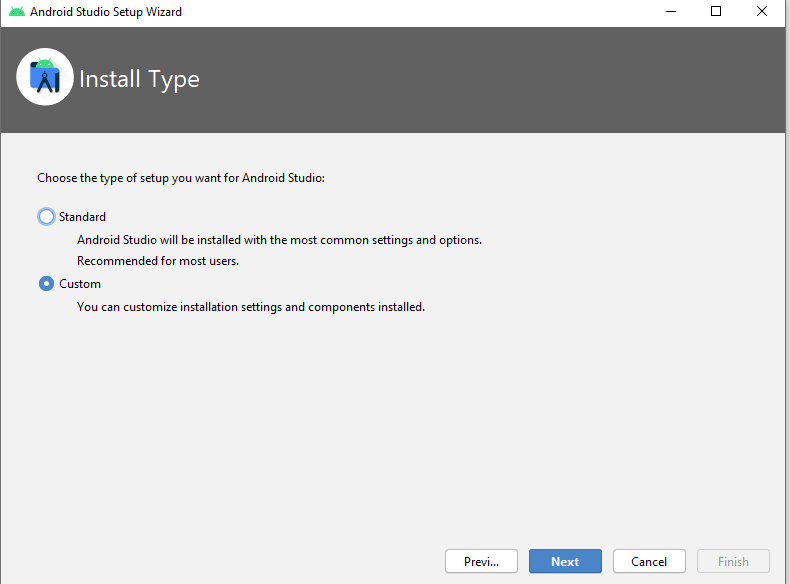 Android Studio Setup Wizard
Install Type
Choose the type of setup you want for Android Studio:
Standard
Android Studio will be installed with the most common settings and options.
Recommended for most users.
Custom
You can customize installation settings and components installed.
Previ... Next Cancel Finish